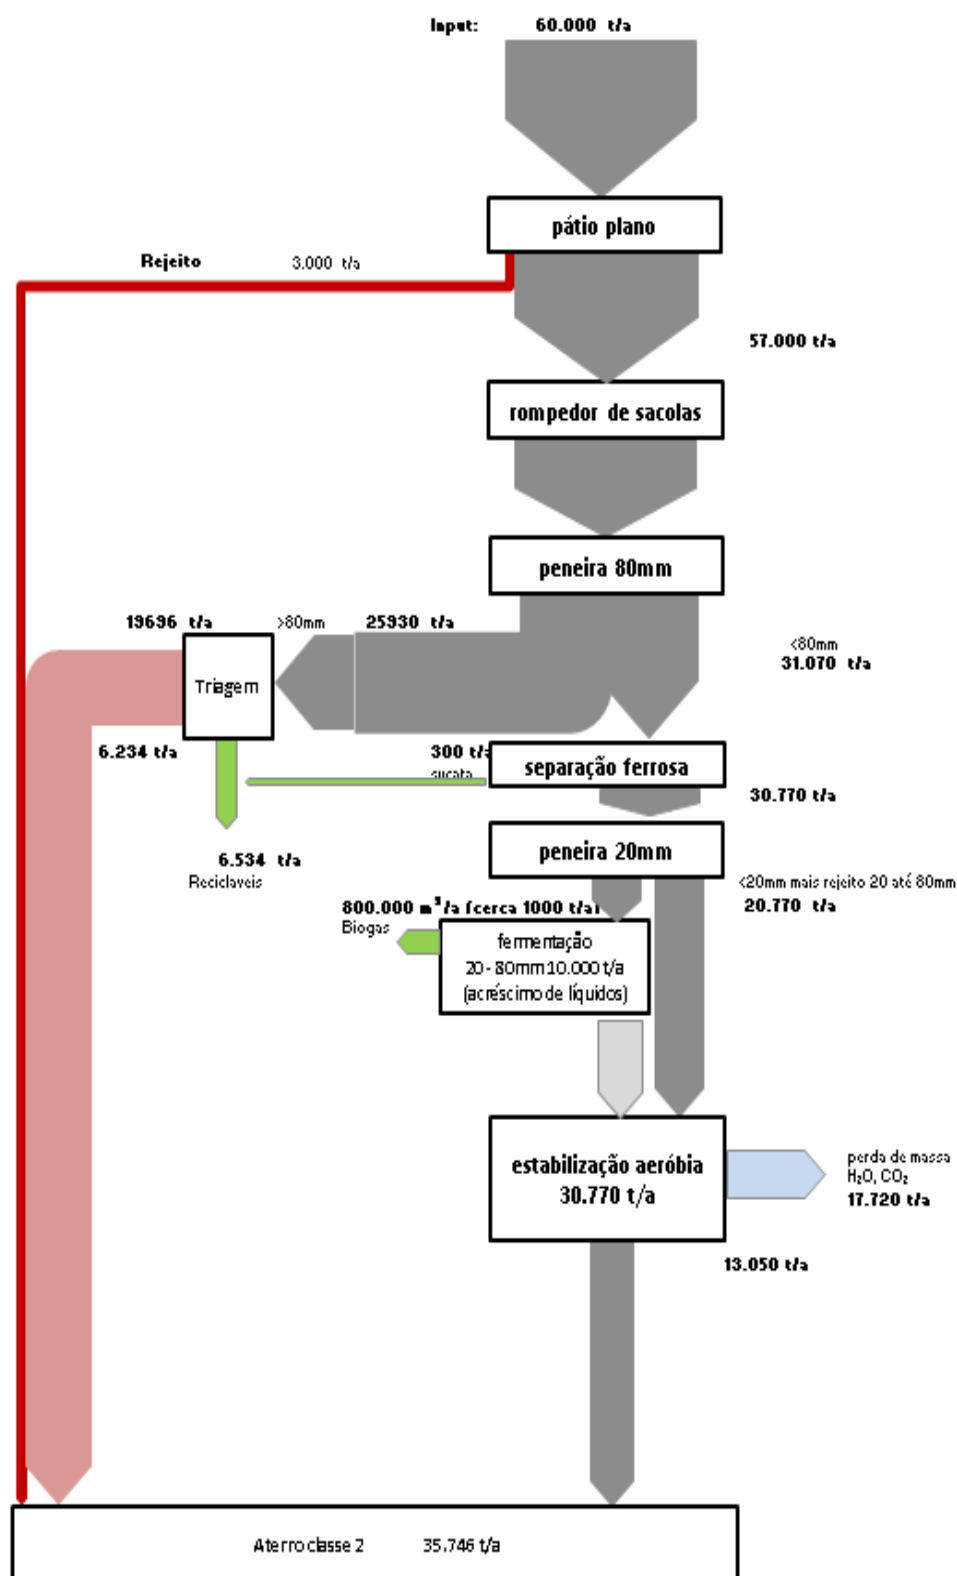 Input: 60.000 t/a
pátio plano
Rejeito 3.000 t/a
57.000 t/a
rompedor de sacolas
peneira 80mm
19696 t/a >80mm 25930 t/a
<80mm
31.070 t/a
Triagem
6.234 t/a
300 t/a
sucata
separação ferrosa
30.770 t/a
peneira 20mm
6.534 t/a
Reciclaveis
<20mm mais rejeito 20 até 80mm
20.770 t/a
800.000 m³/a (cerca 1000 t/a)
Biogas
fermentação
20-80mm 10.000 t/a
(acréscimo de líquidos)
estabilização aeróbia
30.770 t/a
perda de massa
H₂O, CO₂
17.720 t/a
13.050 t/a
Aterro classe 2 35.746 t/a